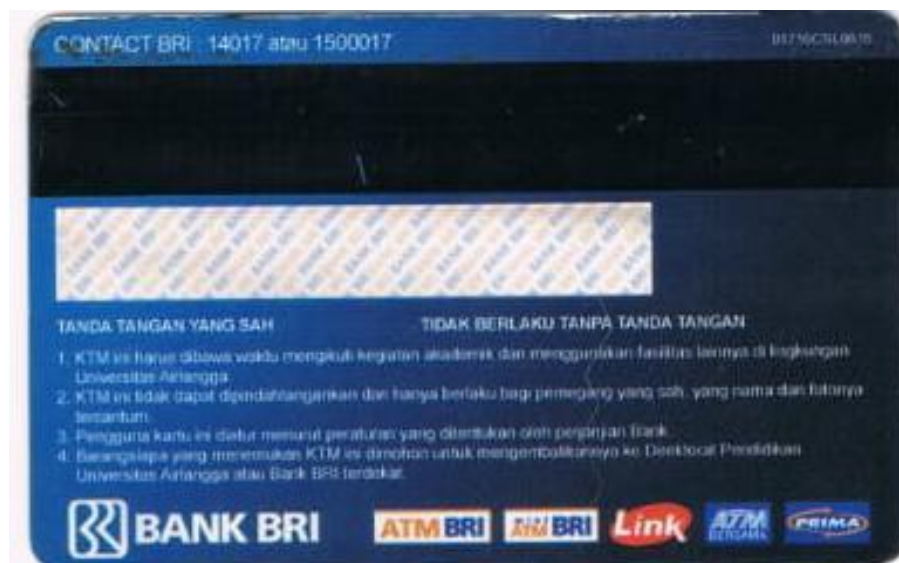 CONTACT BRI : 14017 atau 1500017
TANDA TANGAN YANG SAH
TIDAK BERLAKU TANPA TANDA TANGAN
1. KTM ini harus dibawa waktu mengikuti kegiatan akademik dan menggunakan fasilitas lainnya di lingkungan
Universitas Airlangga
2. KTM ini tidak dapat dipindahtangankan dan hanya berlaku bagi pemegang yang sah, yang nama dan fotonya
tercantum.
3. Pengguna kartu ini diatur menurut peraturan yang ditentukan oleh perjanjian Bank.
4. Barangsiapa yang menemukan KTM ini dimohon untuk mengembalikannya ke Direktorat Pendidikan
Universitas Airlangga atau Bank BRI terdekat.
BANK BRI
ATM BRI
MINI ATM BRI
Link
ATM BERSAMA
PRIMA